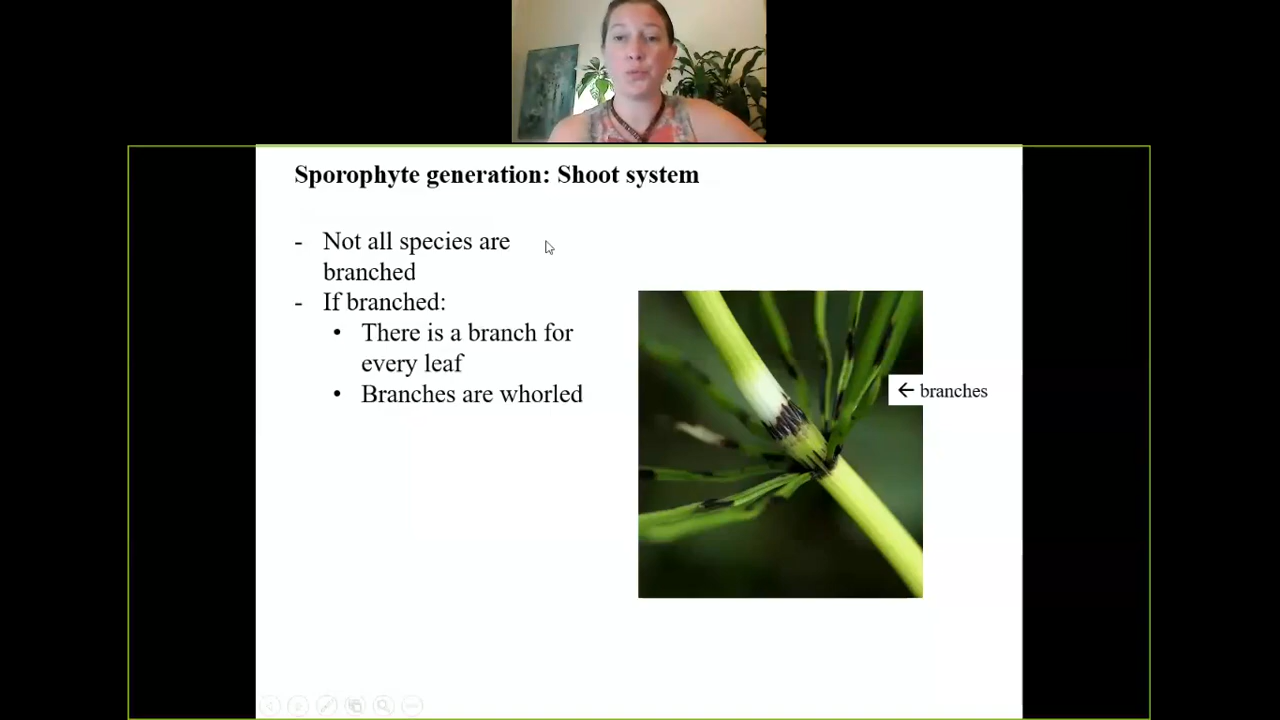 Sporophyte generation: Shoot system
- Not all species are
branched
- If branched:
• There is a branch for
every leaf
• Branches are whorled
← branches